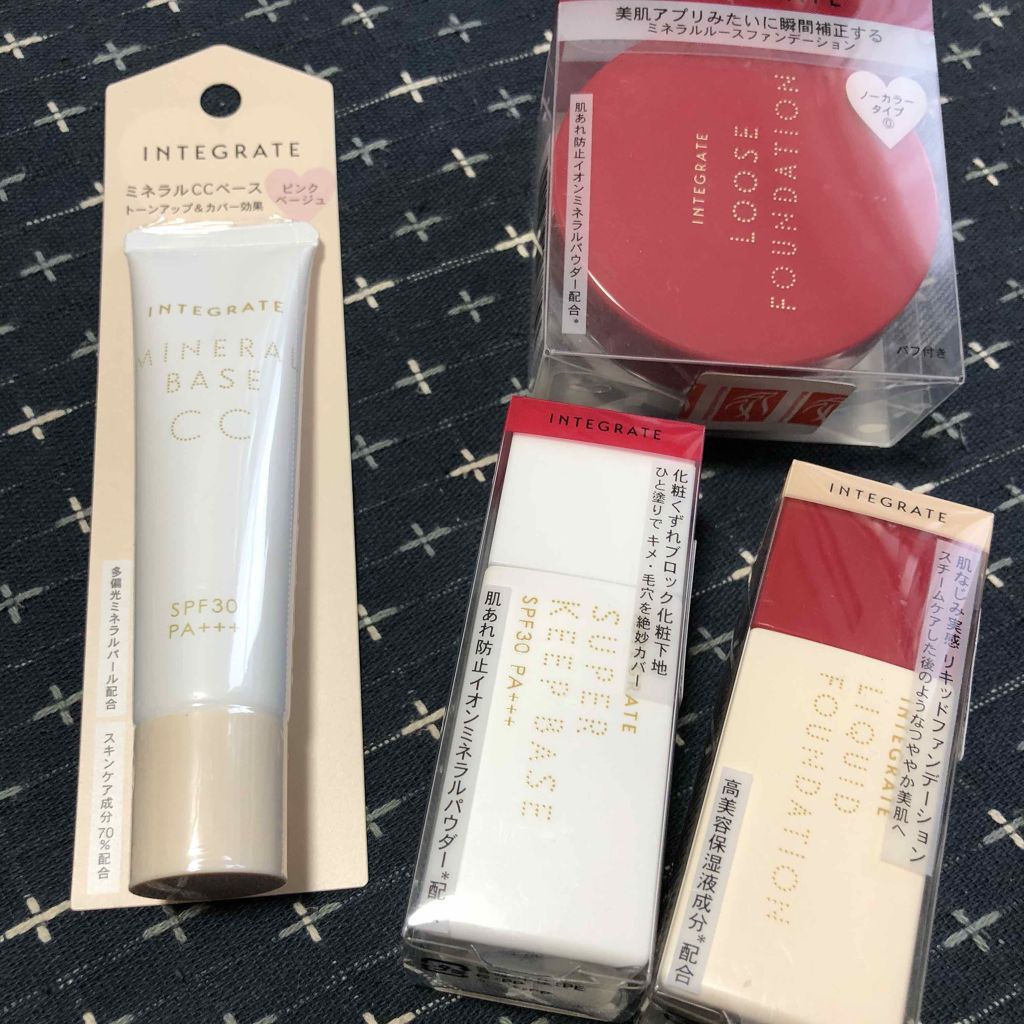 INTEGRATE
ミネラルCCベース
トーンアップ&カバー効果
ピンク
ベージュ
INTEGRATE
MINERAL
BASE
CC
SPF30
PA+++
多偏光ミネラルパール配合
スキンケア成分70%配合
美肌アプリみたいに瞬間補正する
ミネラルルースファンデーション
ノーカラー
タイプ
肌あれ防止イオンミネラルパウダー配合*
INTEGRATE
LOOSE
FOUNDATION
パフ付き
INTEGRATE
化粧くずれブロック化粧下地
ひと塗りで キメ・毛穴を絶妙カバー
SUPER
KEEP BASE
SPF30 PA+++
肌あれ防止イオンミネラルパウダー*配
INTEGRATE
肌なじみ実感 リキッドファンデーション
スチームケアした後のようなつややか美肌へ
INTEGRATE
LIQUID
FOUNDATION
高美容保湿液成分*配合